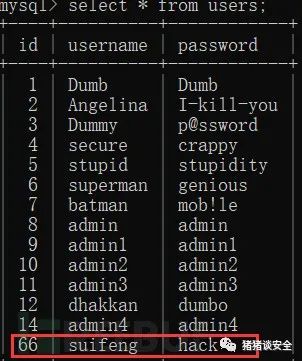 mysql> select * from users;
id | username | password
1 | Dumb | Dumb
2 | Angelina | I-kill-you
3 | Dummy | p@ssword
4 | secure | crappy
5 | stupid | stupidity
6 | superman | genious
7 | batman | mob!le
8 | admin | admin
9 | admin1 | admin1
10 | admin2 | admin2
11 | admin3 | admin3
12 | dhakkan | dumbo
14 | admin4 | admin4
66 | suifeng | hack
猪猪谈安全